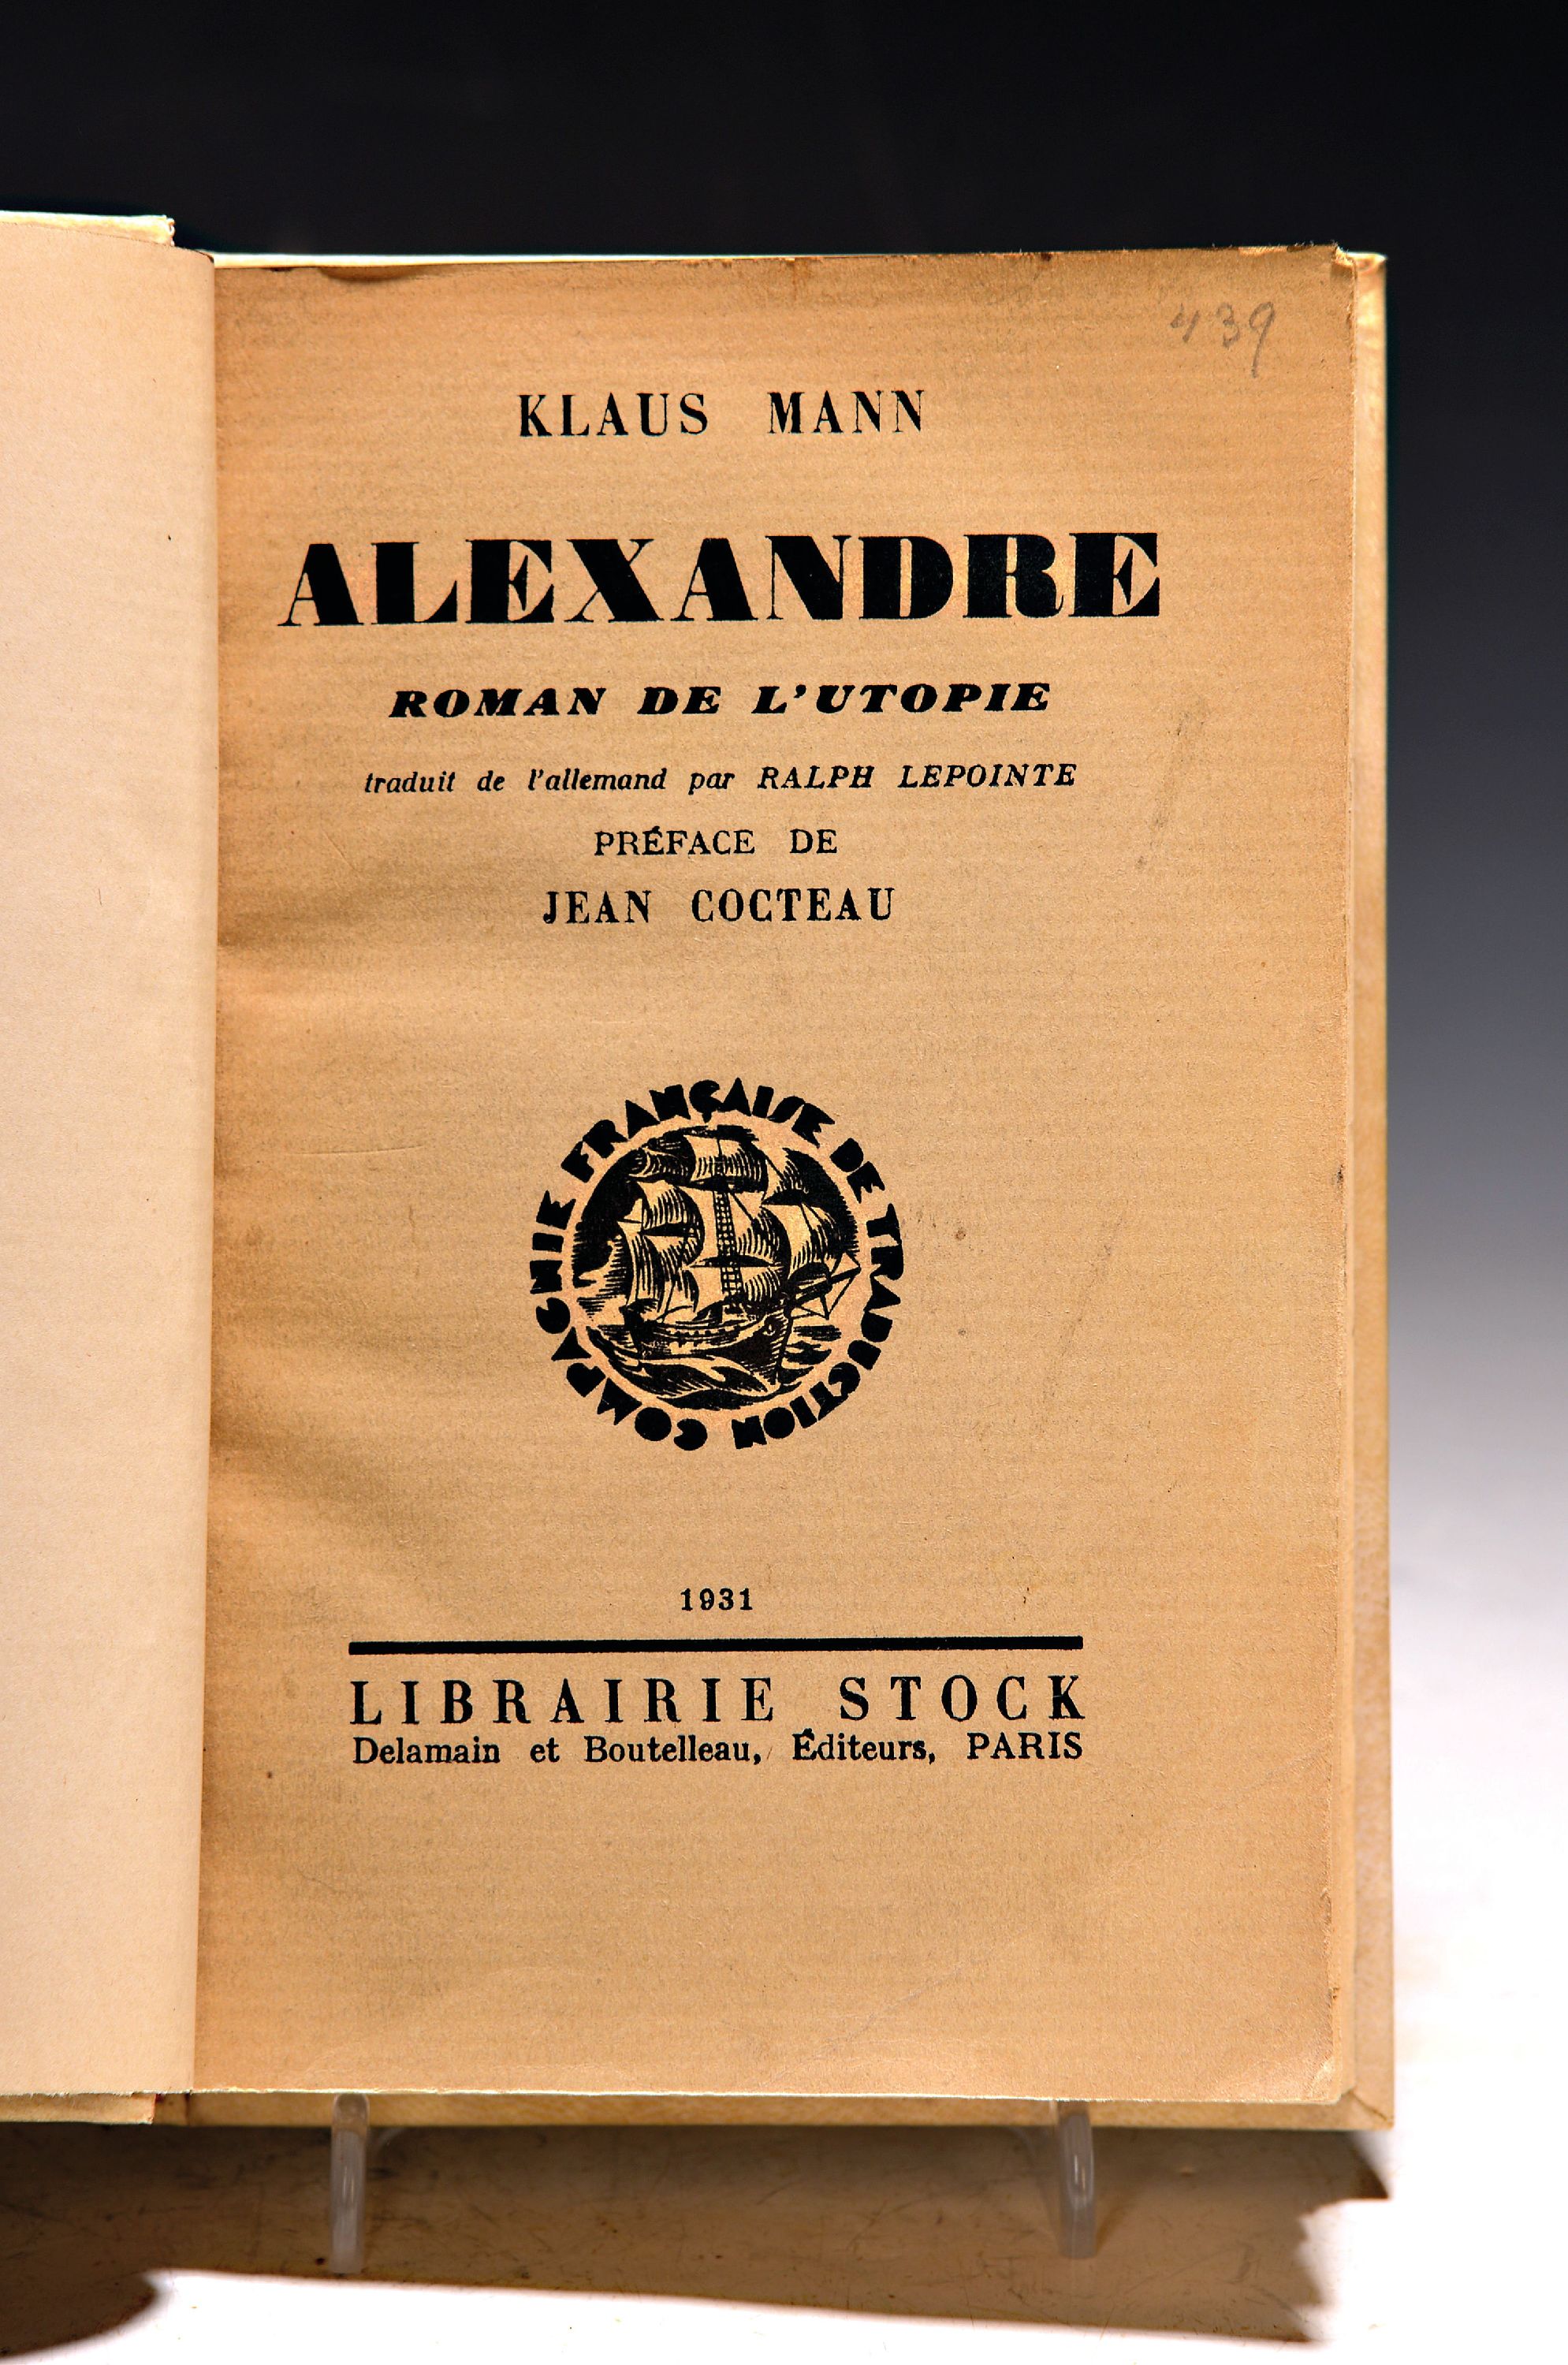 439
KLAUS MANN
ALEXANDRE
ROMAN DE L'UTOPIE
traduit de l'allemand par RALPH LEPOINTE
PRÉFACE DE
JEAN COCTEAU
COMPAGNIE FRANÇAISE DE TRADUCTION
1931
LIBRAIRIE STOCK
Delamain et Boutelleau, Éditeurs, PARIS